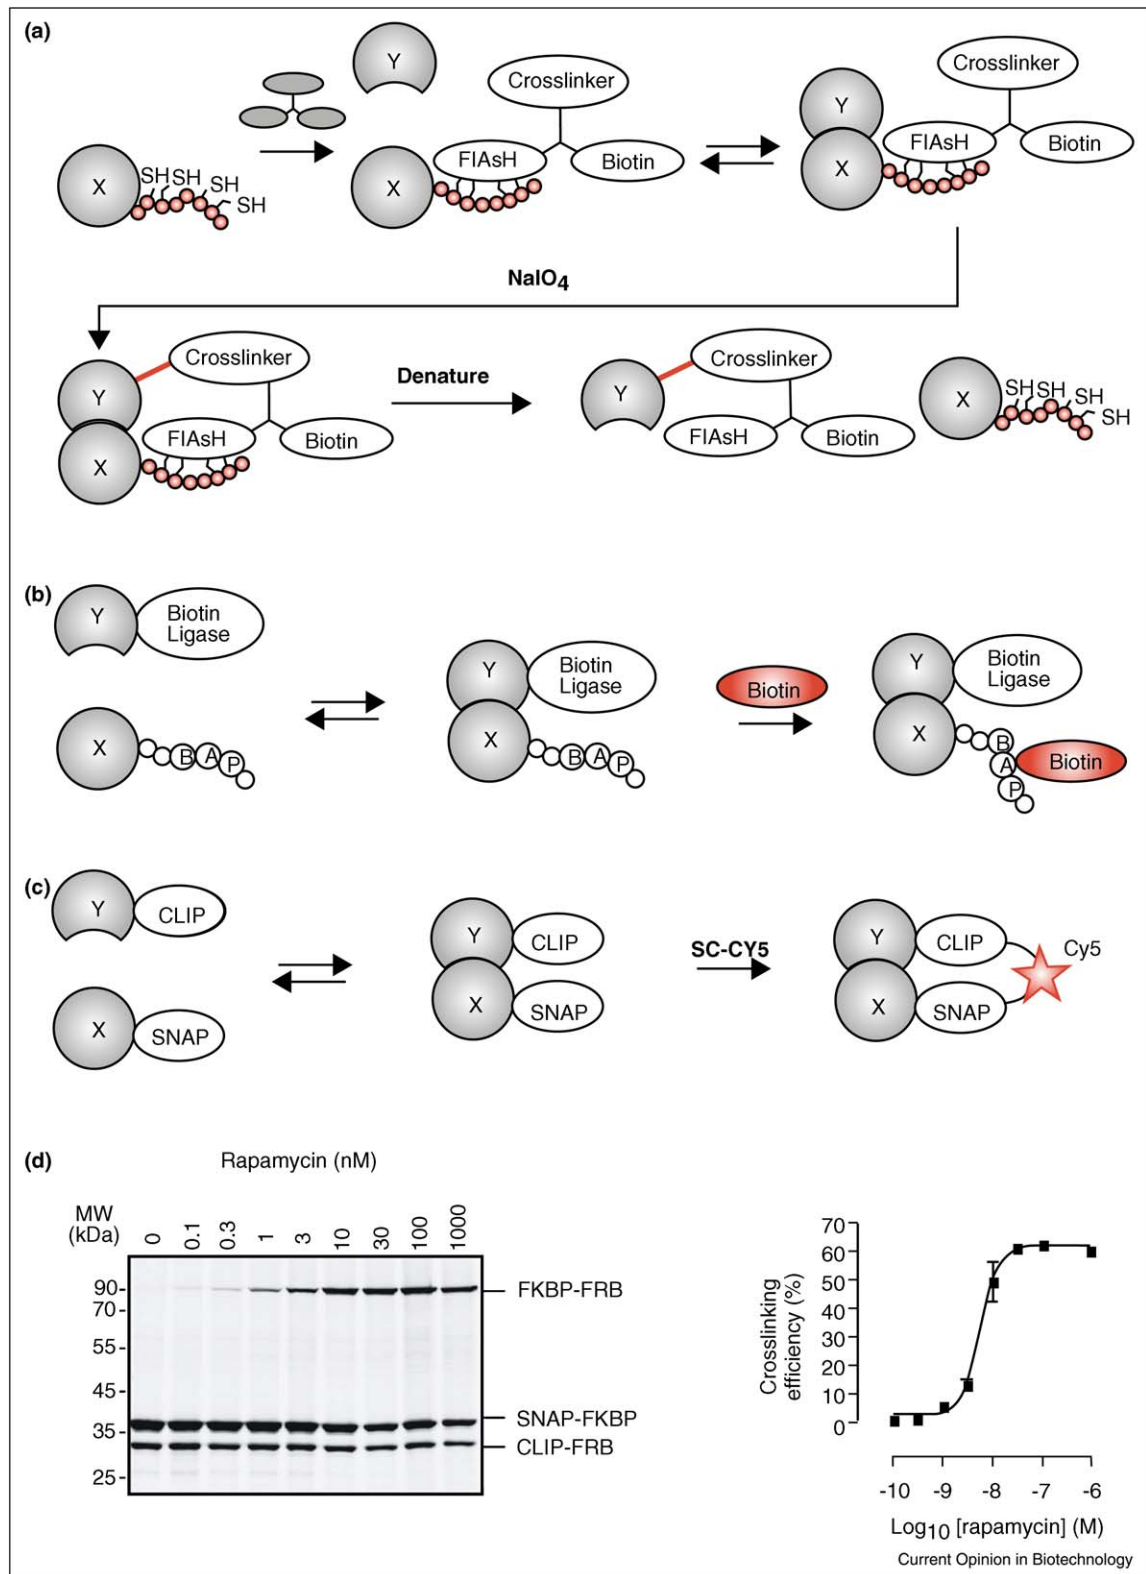 (a)
Y
Crosslinker
Crosslinker
Y
FlAsH
Biotin
FlAsH
Biotin
X
SH
SH
SH
SH
X
X
NaIO4
Crosslinker
Denature
Crosslinker
Y
Y
X
SH
SH
SH
SH
FlAsH
Biotin
FlAsH
Biotin
X
(b)
Y
Biotin
Ligase
Y
Biotin
Ligase
Biotin
Y
Biotin
Ligase
X
B
A
P
X
B
A
P
X
B
A
P
Biotin
(c)
Y
CLIP
Y
CLIP
SC-CY5
Y
CLIP
Cy5
X
SNAP
X
SNAP
X
SNAP
(d)
Rapamycin (nM)
MW
(kDa)
0
0.1
0.3
1
3
10
30
100
1000
90-
70-
55-
45-
35-
25-
FKBP-FRB
SNAP-FKBP
CLIP-FRB
Crosslinking
efficiency (%)
70
60
50
40
30
20
10
0
-10 -9 -8 -7 -6
Log10 [rapamycin] (M)
Current Opinion in Biotechnology